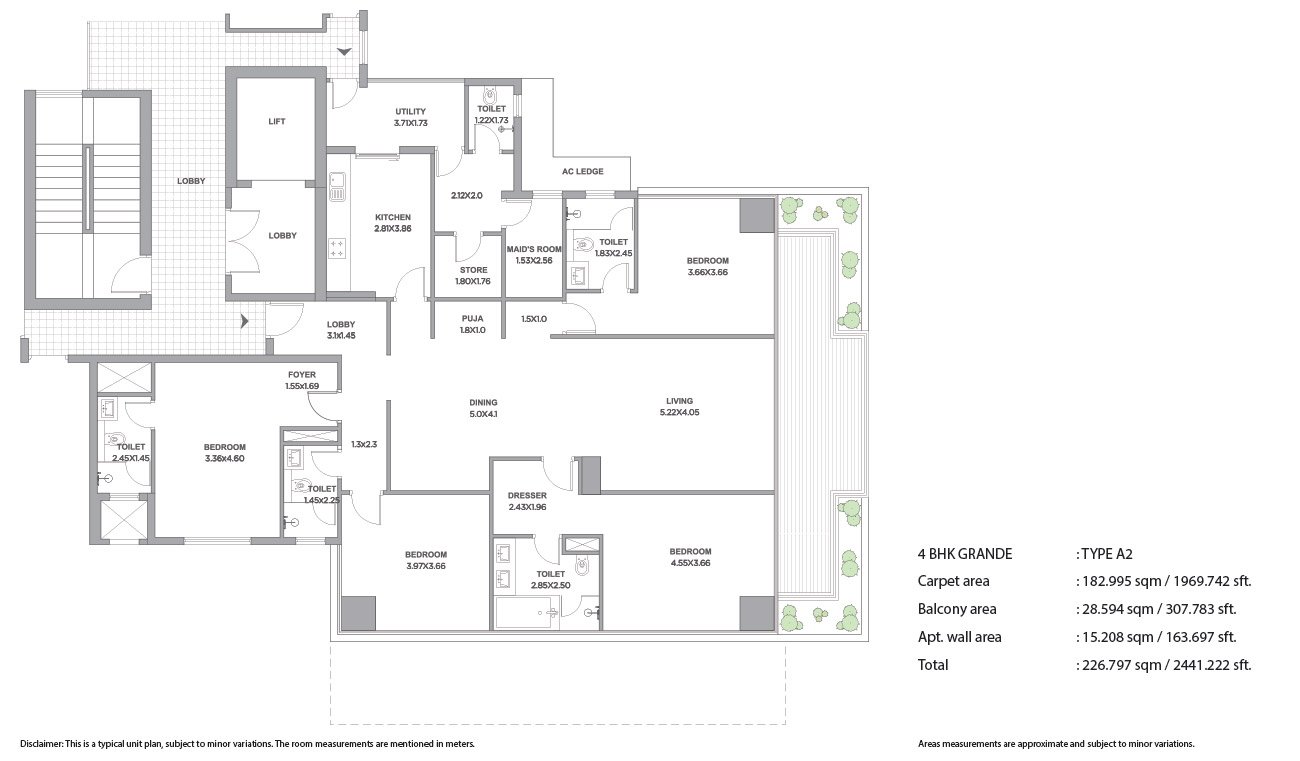 UTILITY
3.71X1.73
TOILET
1.22X1.73
LIFT
AC LEDGE
LOBBY
2.12X2.0
KITCHEN
2.81X3.86
LOBBY
MAID'S ROOM
1.53X2.56
TOILET
1.83X2.45
BEDROOM
3.66X3.66
STORE
1.80X1.76
LOBBY
3.1X1.45
PUJA
1.8X1.0
1.5X1.0
FOYER
1.55X1.69
DINING
5.0X4.1
LIVING
5.22X4.05
TOILET
2.45X1.45
BEDROOM
3.36x4.60
1.3x2.3
TOILET
1.45x2.25
DRESSER
2.43X1.96
BEDROOM
3.97X3.66
TOILET
2.85X2.50
BEDROOM
4.55X3.66
4 BHK GRANDE : TYPE A2
Carpet area : 182.995 sqm / 1969.742 sft.
Balcony area : 28.594 sqm / 307.783 sft.
Apt. wall area : 15.208 sqm / 163.697 sft.
Total : 226.797 sqm / 2441.222 sft.
Disclaimer: This is a typical unit plan, subject to minor variations. The room measurements are mentioned in meters.
Areas measurements are approximate and subject to minor variations.